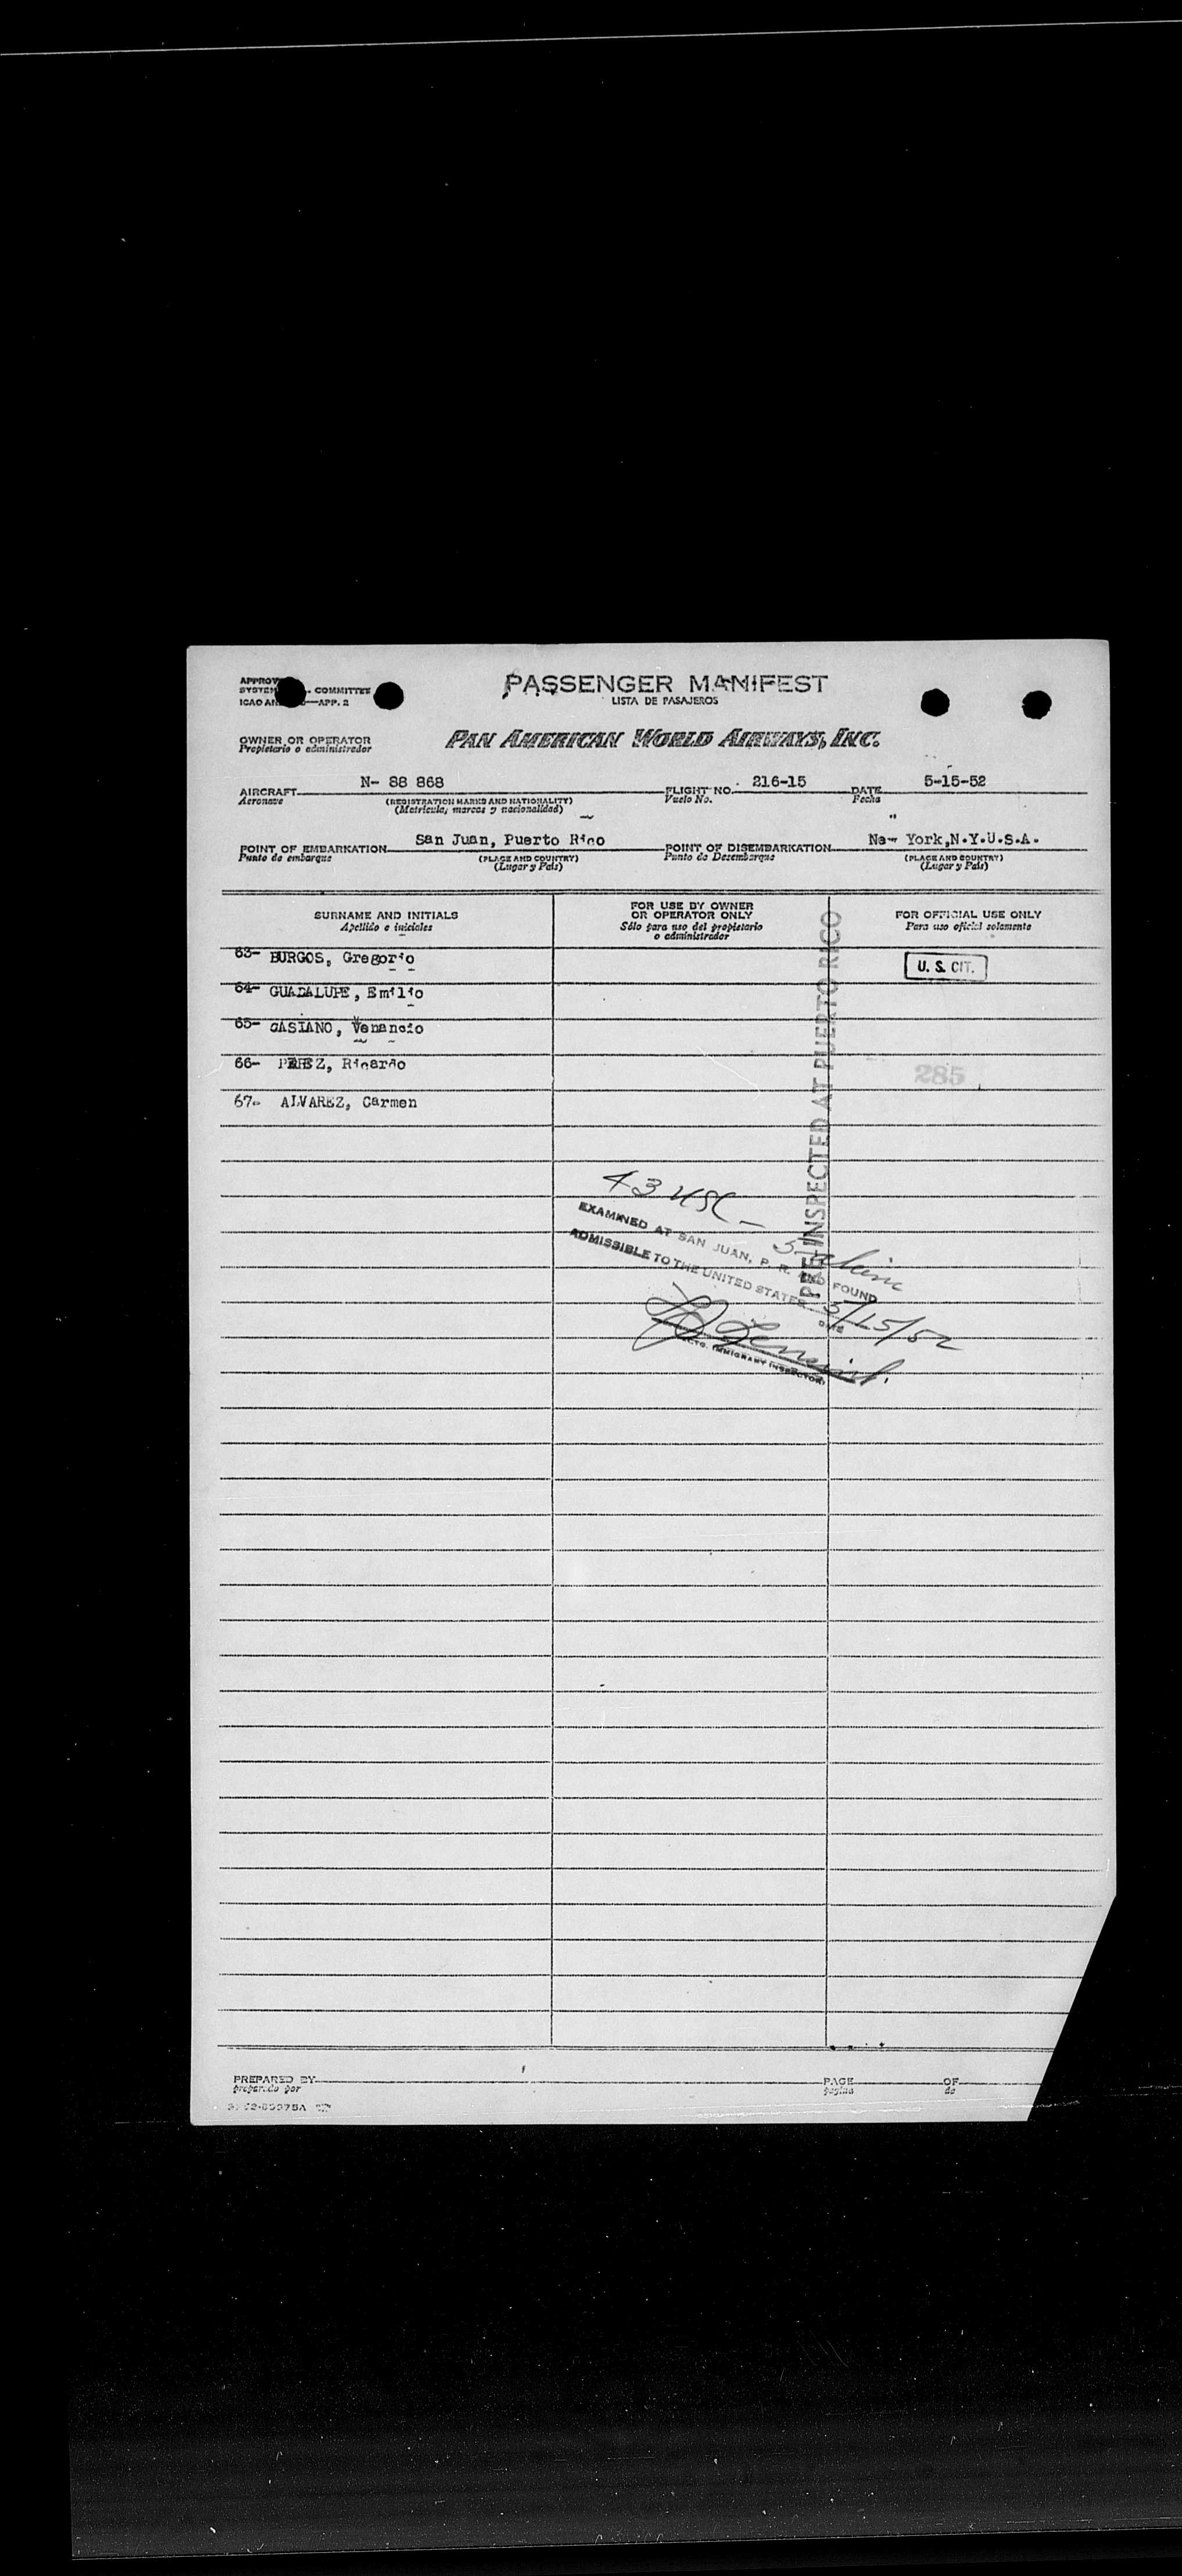 PASSENGER MANIFEST
LISTA DE PASAJEROS
COMMITTEE
ICAO —APP. 2
OWNER OR OPERATOR
Propietario o administrador
PAN AMERICAN WORLD AIRWAYS, INC.
AIRCRAFT N- 88 868 FLIGHT NO. 216-15 DATE 5-15-52
Aeronave (REGISTRATION MARKS AND NATIONALITY) Vuelo No. Fecha
(Matrícula, marcas y nacionalidad)
POINT OF EMBARKATION San Juan, Puerto Rico POINT OF DISEMBARKATION New York,N.Y.U.S.A.
Punto de embarque (PLACE AND COUNTRY) Punto de Desembarque (PLACE AND COUNTRY)
(Lugar y País) (Lugar y País)
SURNAME AND INITIALS
Apellido e iniciales
FOR USE BY OWNER
OR OPERATOR ONLY
Sólo para uso del propietario
o administrador
FOR OFFICIAL USE ONLY
Para uso oficial solamente
63- BURGOS, Gregorio
U. S. CIT.
64- GUADALUPE, Emilio
65- CASIANO, Venancio
66- PEREZ, Ricardo
285
67- ALVAREZ, Carmen
PRE-INSPECTED AT PUERTO RICO
43 USC -
EXAMINED AT SAN JUAN, P. R. AND FOUND
ADMISSIBLE TO THE UNITED STATES
5/15/52
IMMIGRANT INSPECTOR
PREPARED BY PAGE OF
preparado por página de